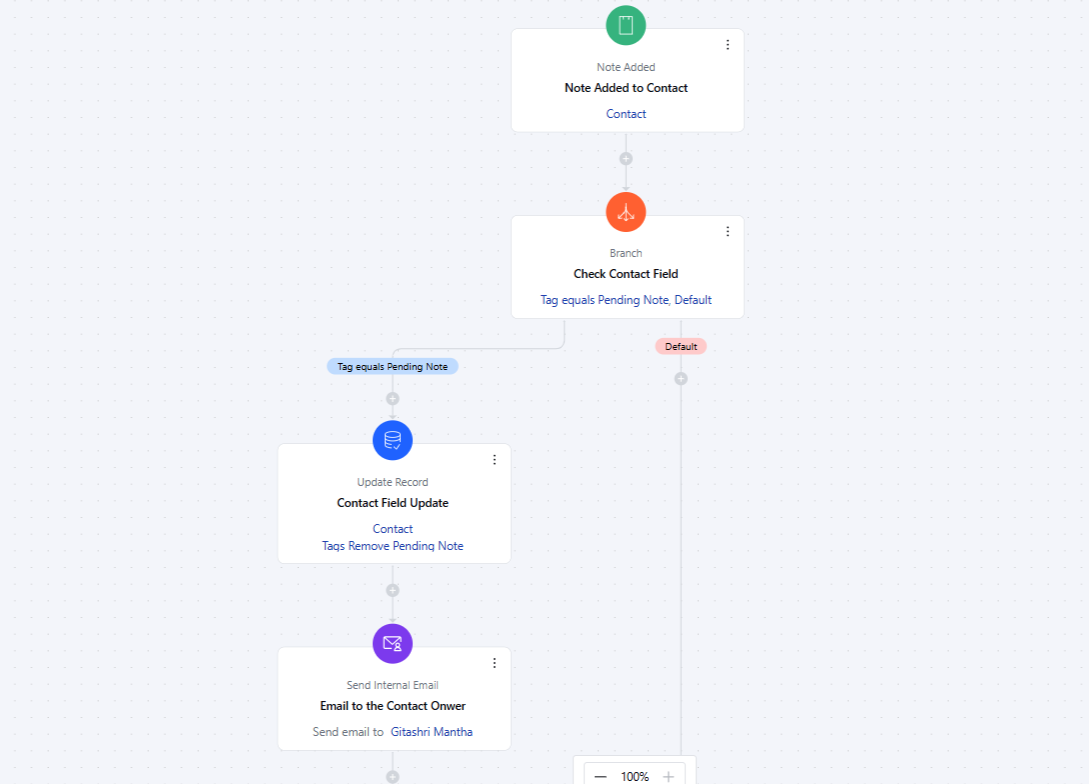 Note Added
Note Added to Contact
Contact
Branch
Check Contact Field
Tag equals Pending Note, Default
Default
Tag equals Pending Note
Update Record
Contact Field Update
Contact
Tags Remove Pending Note
Send Internal Email
Email to the Contact Onwer
Send email to Gitashri Mantha
100%